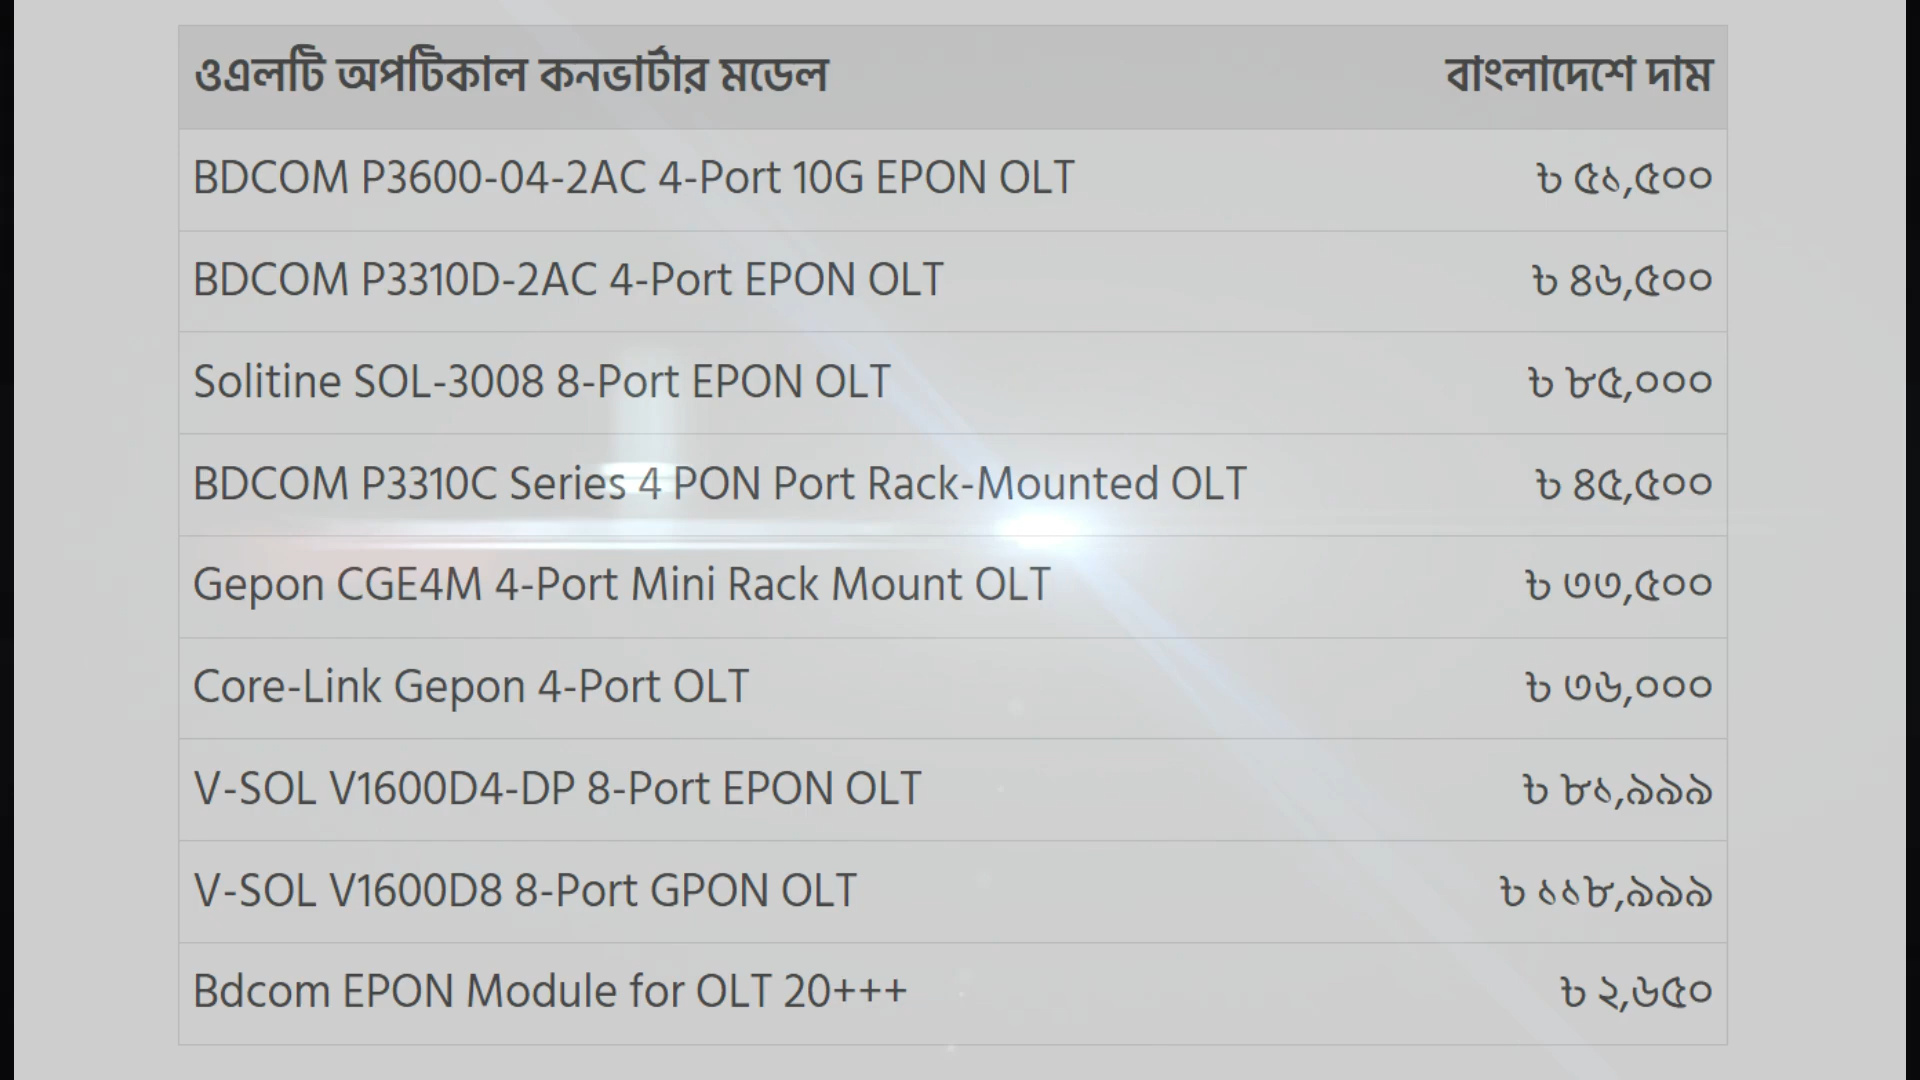 ওএলটি অপটিকাল কনভার্টার মডেল বাংলাদেশে দাম
BDCOM P3600-04-2AC 4-Port 10G EPON OLT ৳ ৫১,৫০০
BDCOM P3310D-2AC 4-Port EPON OLT ৳ ৪৬,৫০০
Solitine SOL-3008 8-Port EPON OLT ৳ ৮৫,০০০
BDCOM P3310C Series 4 PON Port Rack-Mounted OLT ৳ ৪৫,৫০০
Gepon CGE4M 4-Port Mini Rack Mount OLT ৳ ৩৩,৫০০
Core-Link Gepon 4-Port OLT ৳ ৩৬,০০০
V-SOL V1600D4-DP 8-Port EPON OLT ৳ ৮১,৯৯৯
V-SOL V1600D8 8-Port GPON OLT ৳ ১১৮,৯৯৯
Bdcom EPON Module for OLT 20+++ ৳ ২,৬৫০